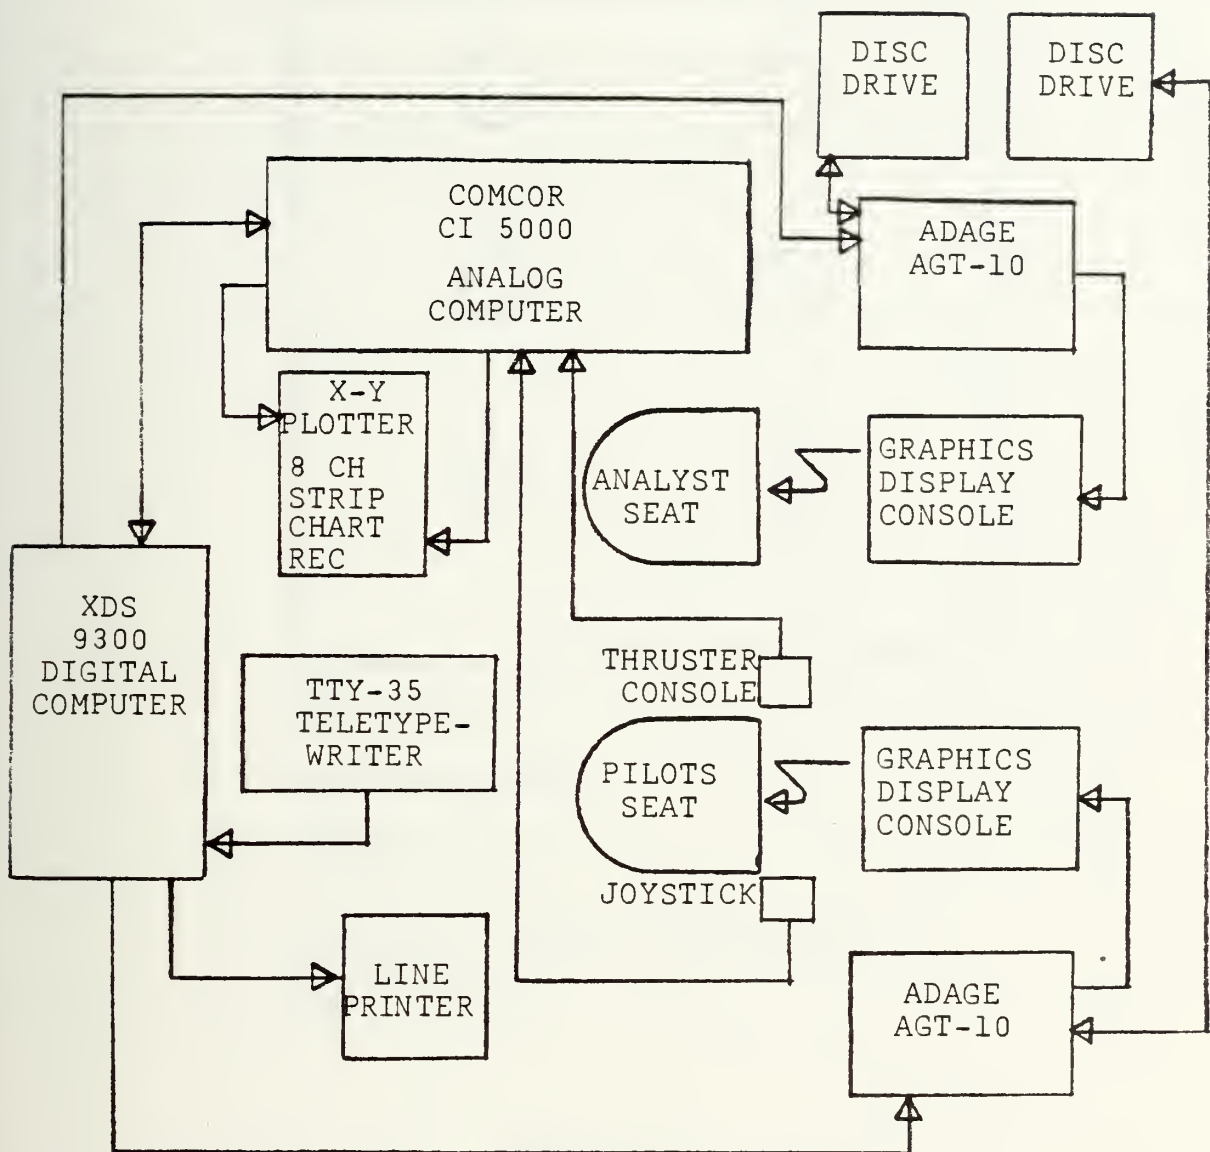 DISC
DRIVE
DISC
DRIVE
COMCOR
CI 5000
ANALOG
COMPUTER
ADAGE
AGT-10
X-Y
PLOTTER
8 CH
STRIP
CHART
REC
ANALYST
SEAT
GRAPHICS
DISPLAY
CONSOLE
XDS
9300
DIGITAL
COMPUTER
TTY-35
TELETYPE-
WRITER
THRUSTER
CONSOLE
PILOTS
SEAT
GRAPHICS
DISPLAY
CONSOLE
JOYSTICK
LINE
PRINTER
ADAGE
AGT-10